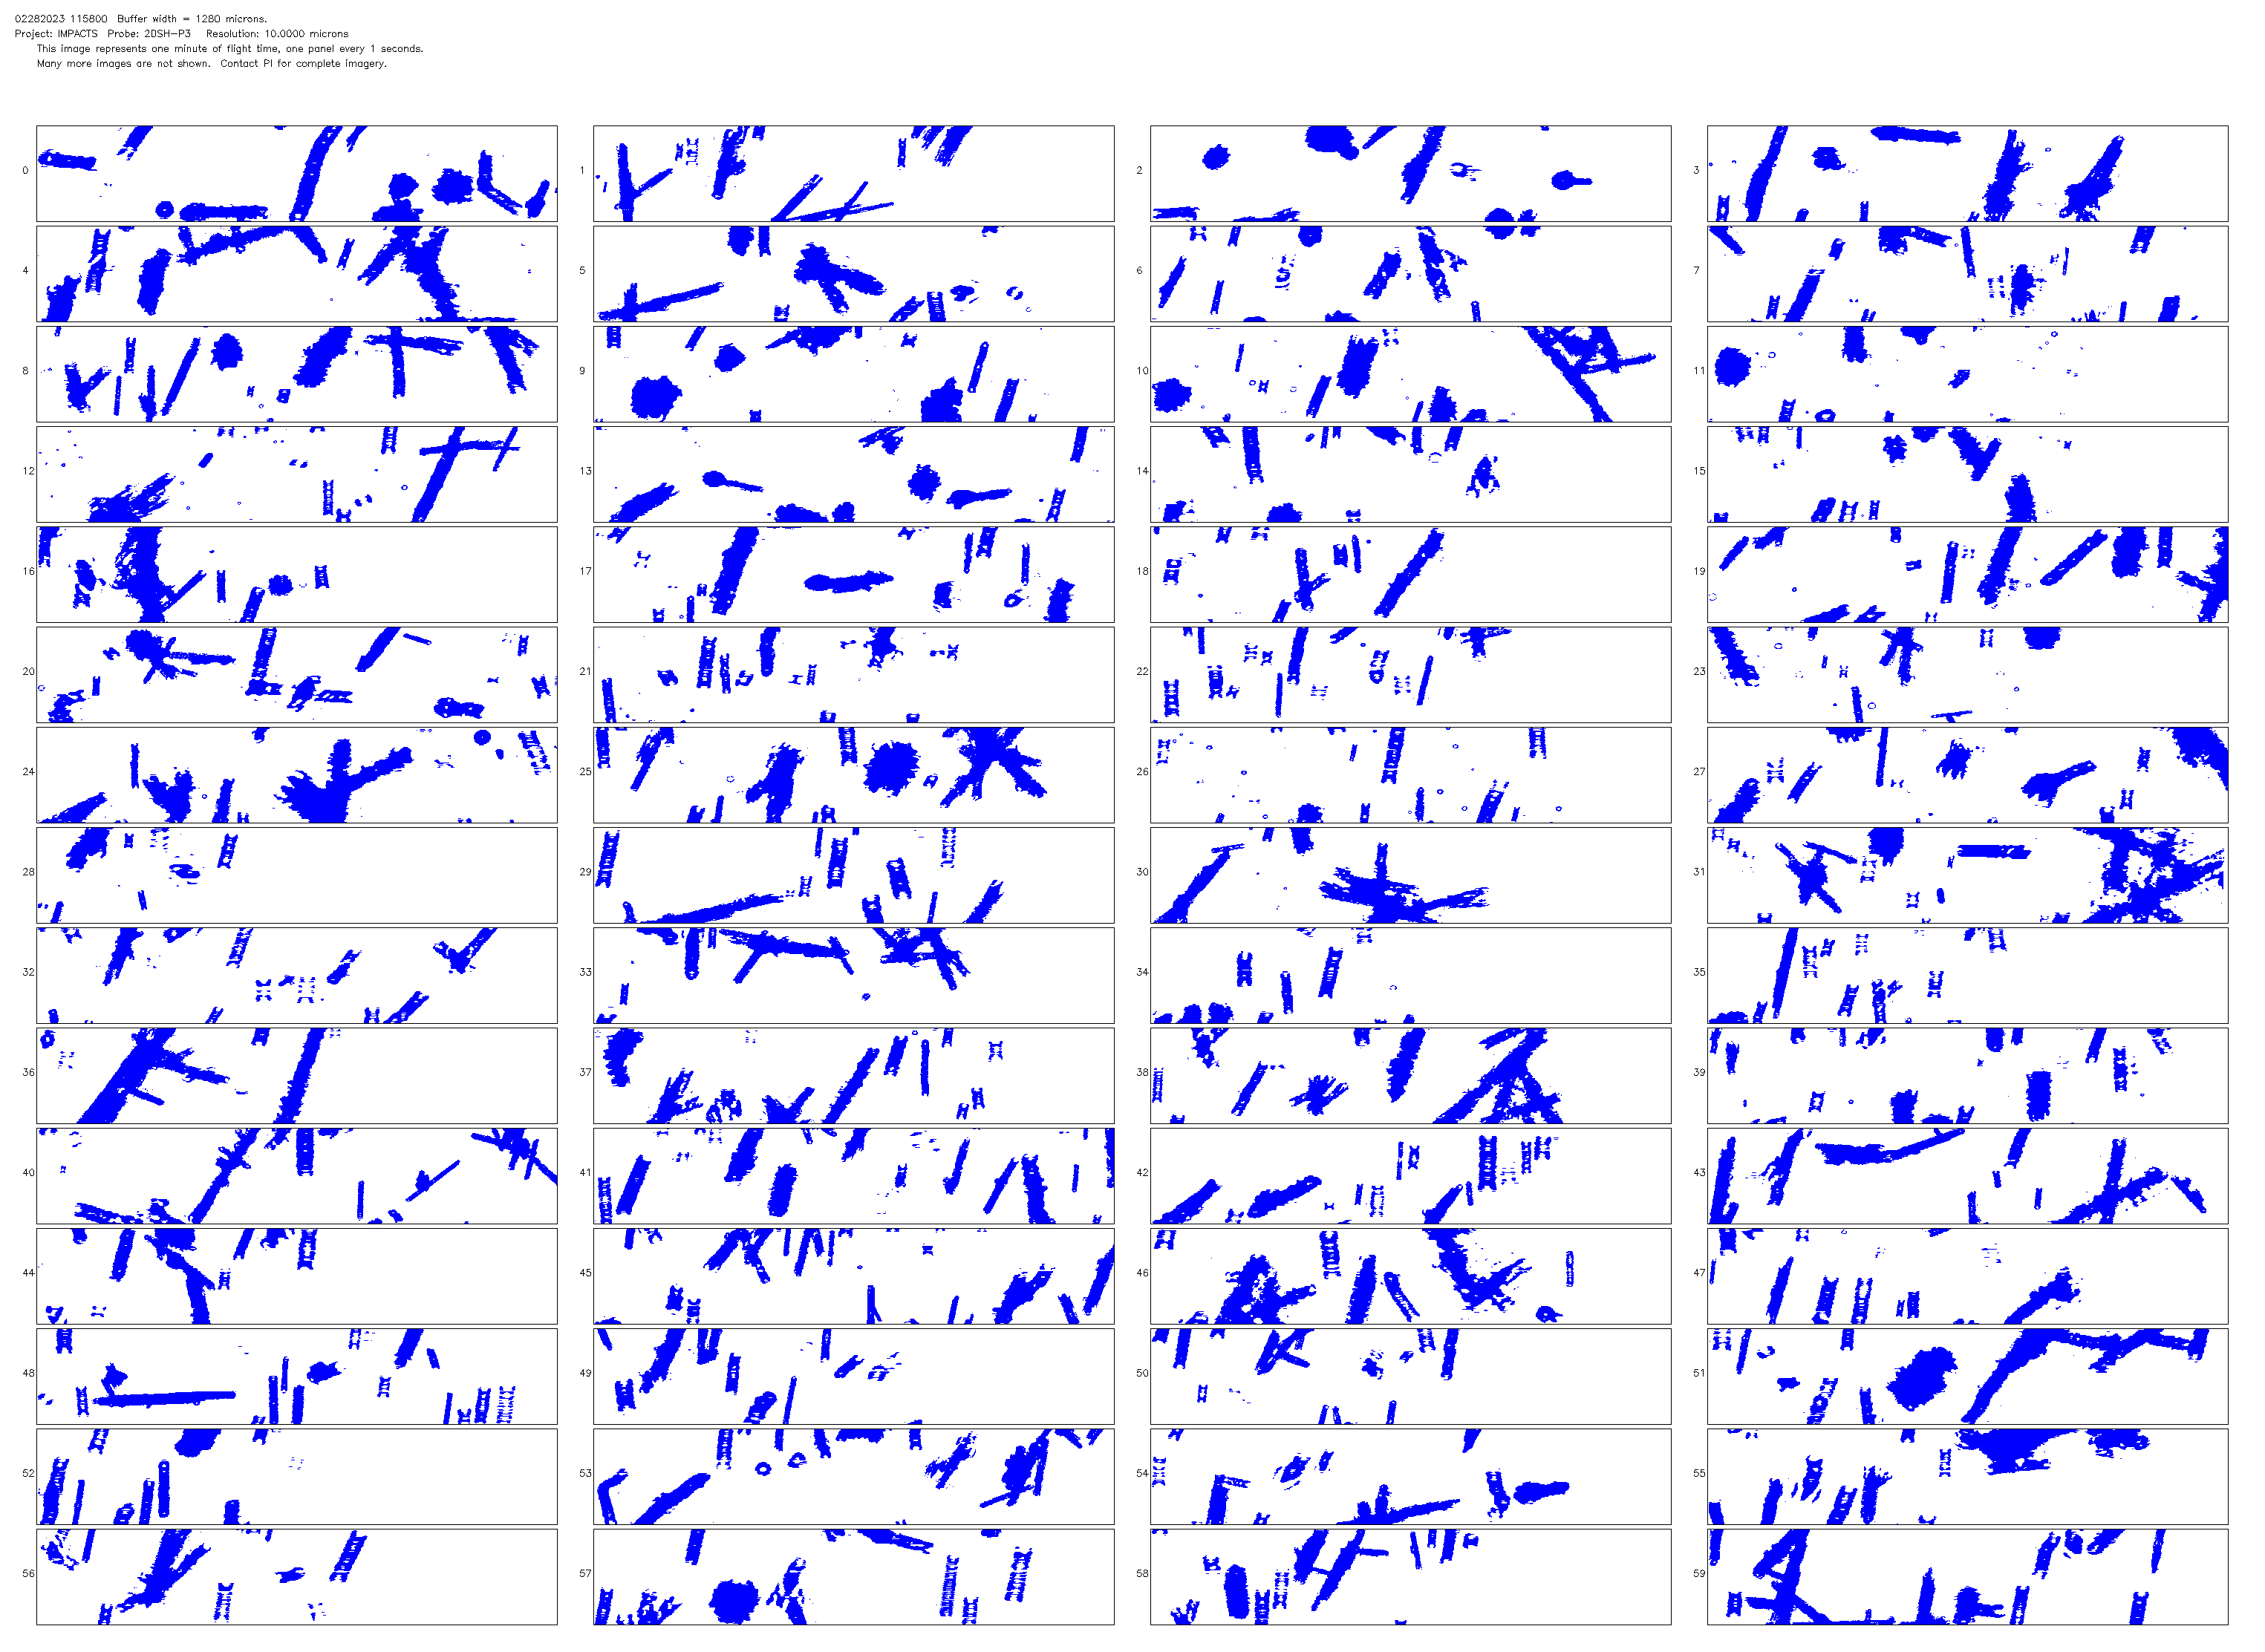 02282023 115800  Buffer width = 1280 microns.
Project: IMPACTS  Probe: 2DSH-P3    Resolution: 10.0000 microns
This image represents one minute of flight time, one panel every 1 seconds.
Many more images are not shown.  Contact PI for complete imagery.
0 1 2 3
4 5 6 7
8 9 10 11
12 13 14 15
16 17 18 19
20 21 22 23
24 25 26 27
28 29 30 31
32 33 34 35
36 37 38 39
40 41 42 43
44 45 46 47
48 49 50 51
52 53 54 55
56 57 58 59